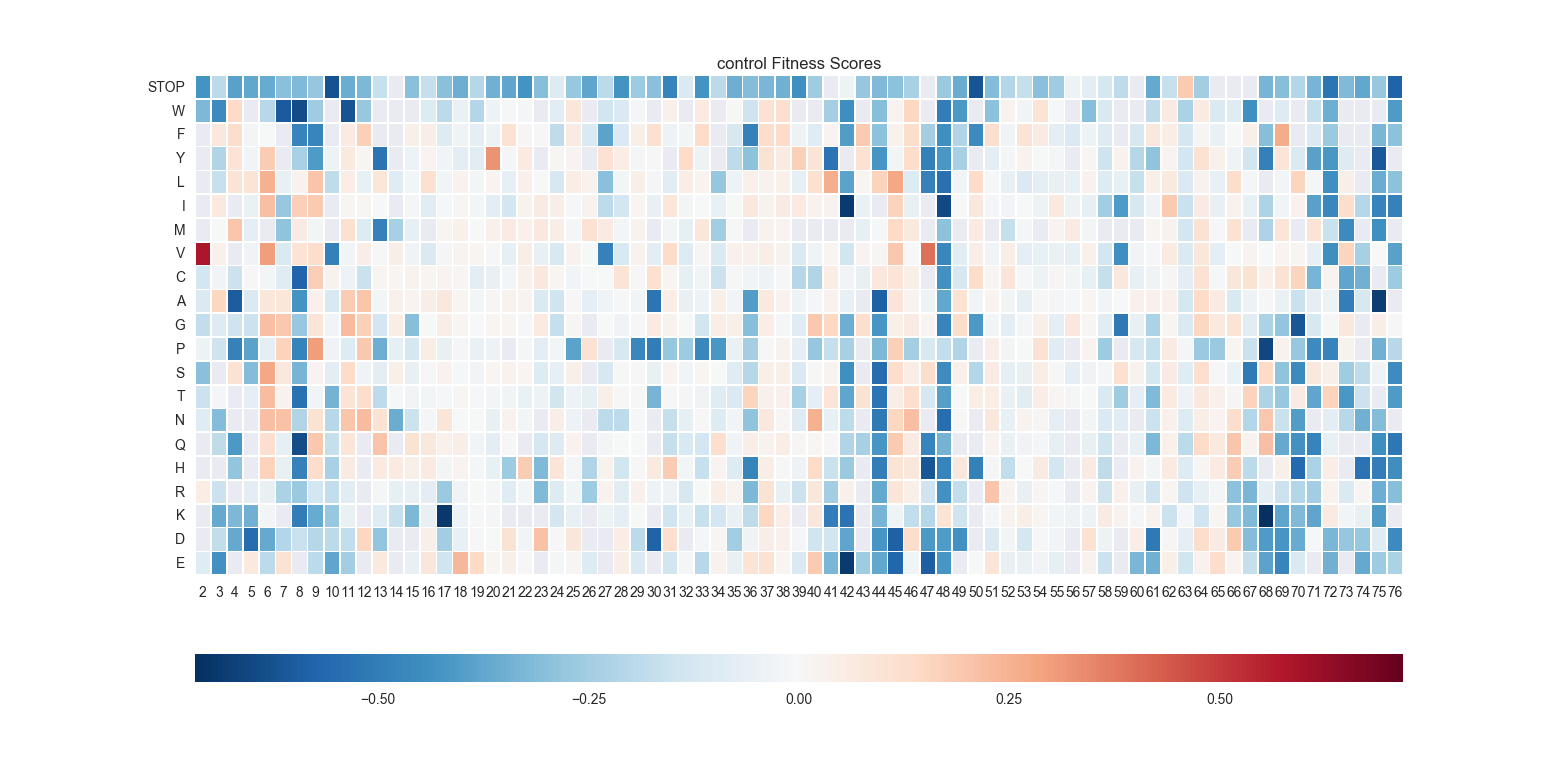 control Fitness Scores
STOP
W
F
Y
L
I
M
V
C
A
G
P
S
T
N
Q
H
R
K
D
E
2 3 4 5 6 7 8 9 10 11 12 13 14 15 16 17 18 19 20 21 22 23 24 25 26 27 28 29 30 31 32 33 34 35 36 37 38 39 40 41 42 43 44 45 46 47 48 49 50 51 52 53 54 55 56 57 58 59 60 61 62 63 64 65 66 67 68 69 70 71 72 73 74 75 76
−0.50 −0.25 0.00 0.25 0.50